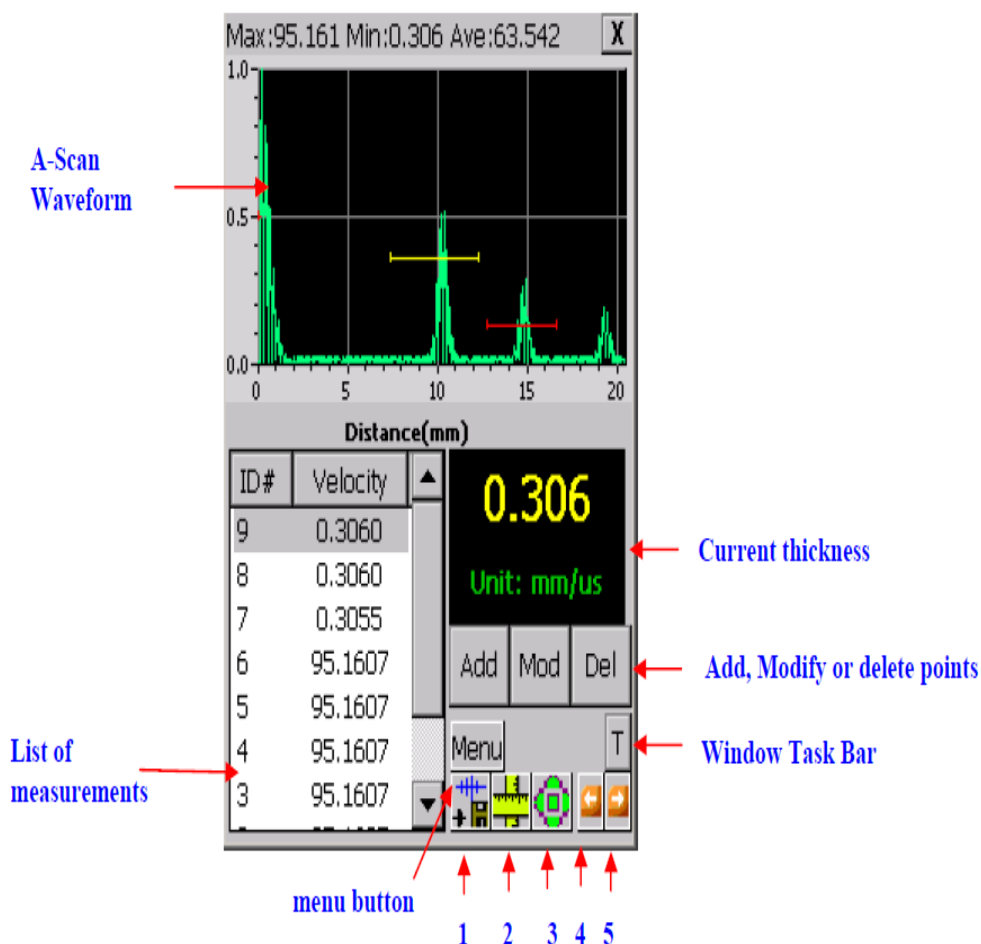 Max:95.161 Min:0.306 Ave:63.542 X
1.0
A-Scan
Waveform
0.5
0.0
0 5 10 15 20
Distance(mm)
ID# Velocity
9 0.3060
8 0.3060
7 0.3055
6 95.1607
5 95.1607
4 95.1607
3 95.1607
0.306
Unit: mm/us
Current thickness
Add Mod Del
Add, Modify or delete points
Menu T
Window Task Bar
List of
measurements
menu button
1 2 3 4 5